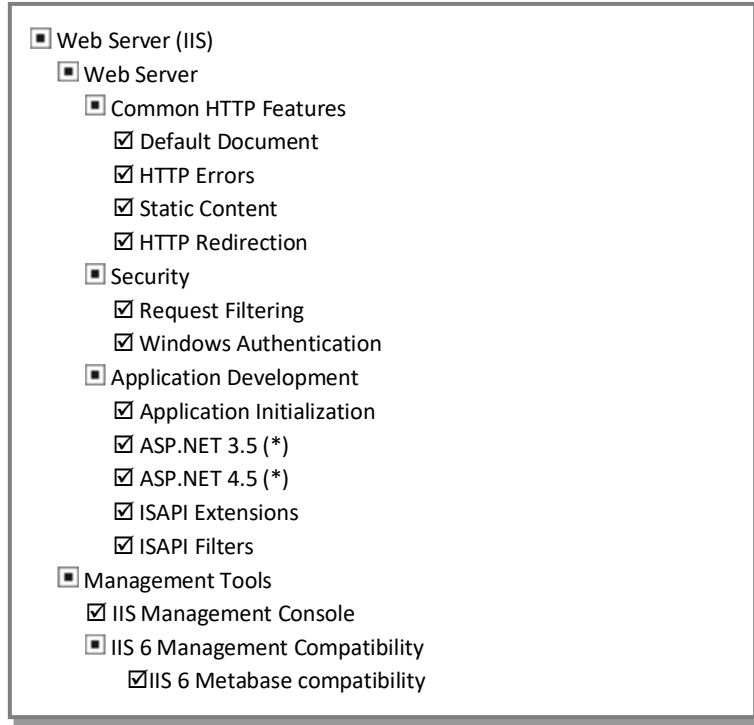 Web Server (IIS)
Web Server
Common HTTP Features
Default Document
HTTP Errors
Static Content
HTTP Redirection
Security
Request Filtering
Windows Authentication
Application Development
Application Initialization
ASP.NET 3.5 (*)
ASP.NET 4.5 (*)
ISAPI Extensions
ISAPI Filters
Management Tools
IIS Management Console
IIS 6 Management Compatibility
IIS 6 Metabase compatibility